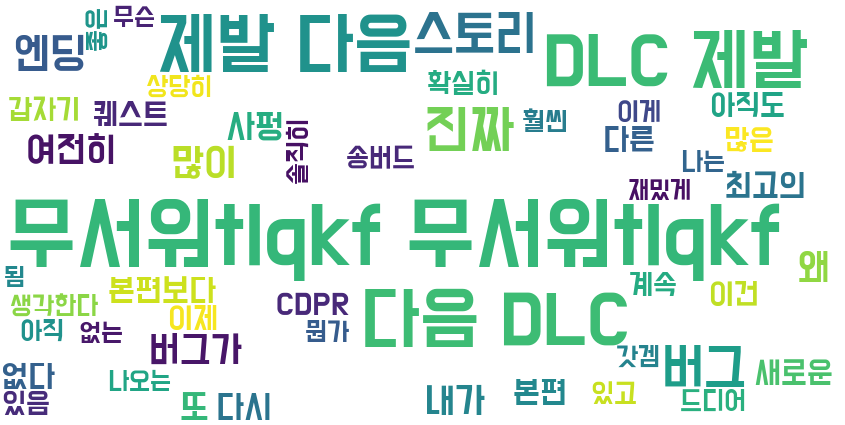 무슨
좋은
엔딩
제발 다음
스토리
DLC 제발
상당히
확실히
갑자기
퀘스트
사펑
솔직히
진짜
훨씬
이게
아직도
여전히
많이
송버드
다른
많은
나는
재밌게
최고의
무서워tlqkf 무서워tlqkf
왜
됨
본편보다
CDPR
다음 DLC
계속
이건
생각한다
이제
아직
없는
버그가
뭔가
갓겜
버그
새로운
없다
나오는
본편
있고
드디어
있음
또
다시
내가